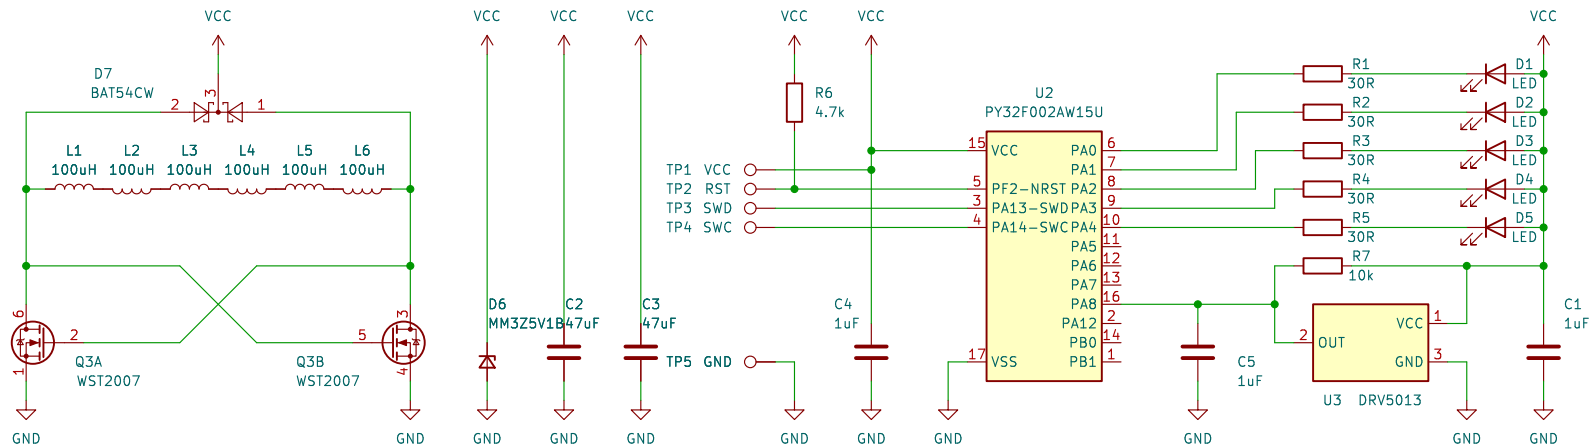 VCC
D7
BAT54CW
2
3
1
L1
100uH
L2
100uH
L3
100uH
L4
100uH
L5
100uH
L6
100uH
6
2
1
Q3A
WST2007
3
5
4
Q3B
WST2007
GND
GND
VCC
D6
MM3Z5V1B
GND
VCC
C2
47uF
GND
VCC
C3
47uF
GND
VCC
R6
4.7k
VCC
TP1 VCC
TP2 RST
TP3 SWD
TP4 SWC
TP5 GND
GND
C4
1uF
GND
U2
PY32F002AW15U
15 VCC
5 PF2-NRST
3 PA13-SWD
4 PA14-SWC
17 VSS
PA0 6
PA1 7
PA2 8
PA3 9
PA4 10
PA5 11
PA6 12
PA7 13
PA8 16
PA12 2
PB0 14
PB1 1
GND
C5
1uF
GND
R1
30R
R2
30R
R3
30R
R4
30R
R5
30R
R7
10k
VCC
D1
LED
D2
LED
D3
LED
D4
LED
D5
LED
2 OUT
VCC 1
GND 3
U3 DRV5013
GND
C1
1uF
GND